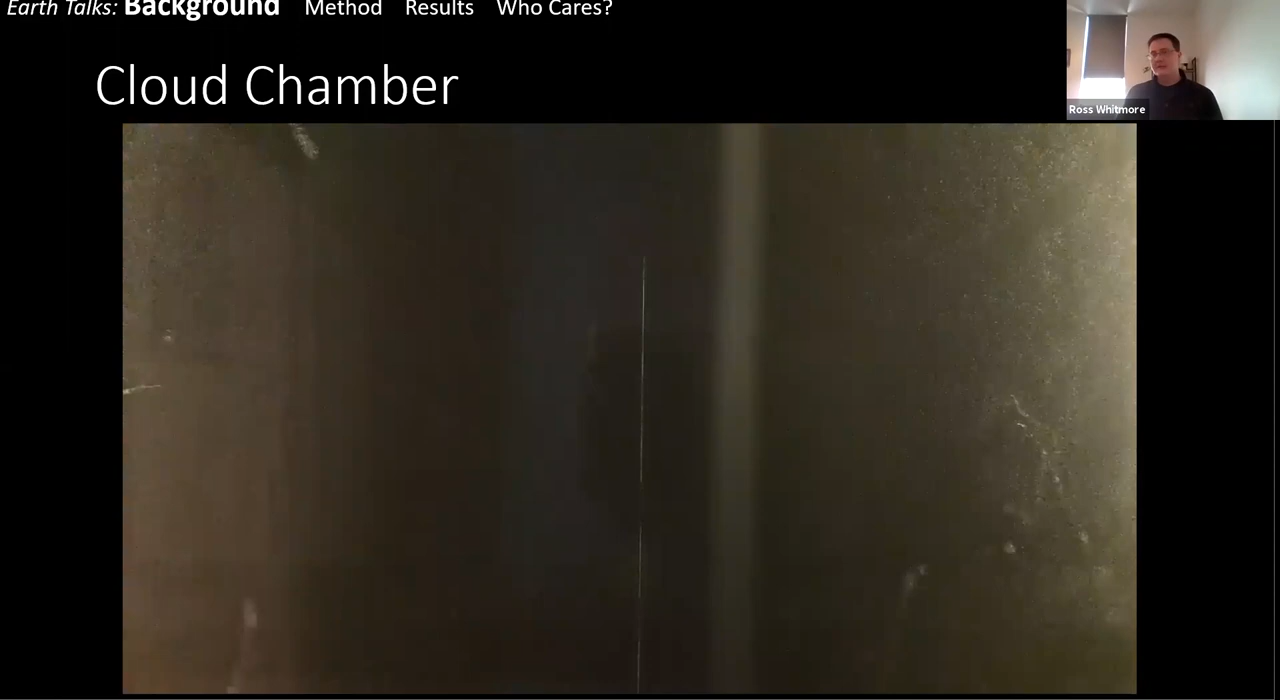 Earth Talks: Background Method Results Who Cares?
Cloud Chamber
Ross Whitmore